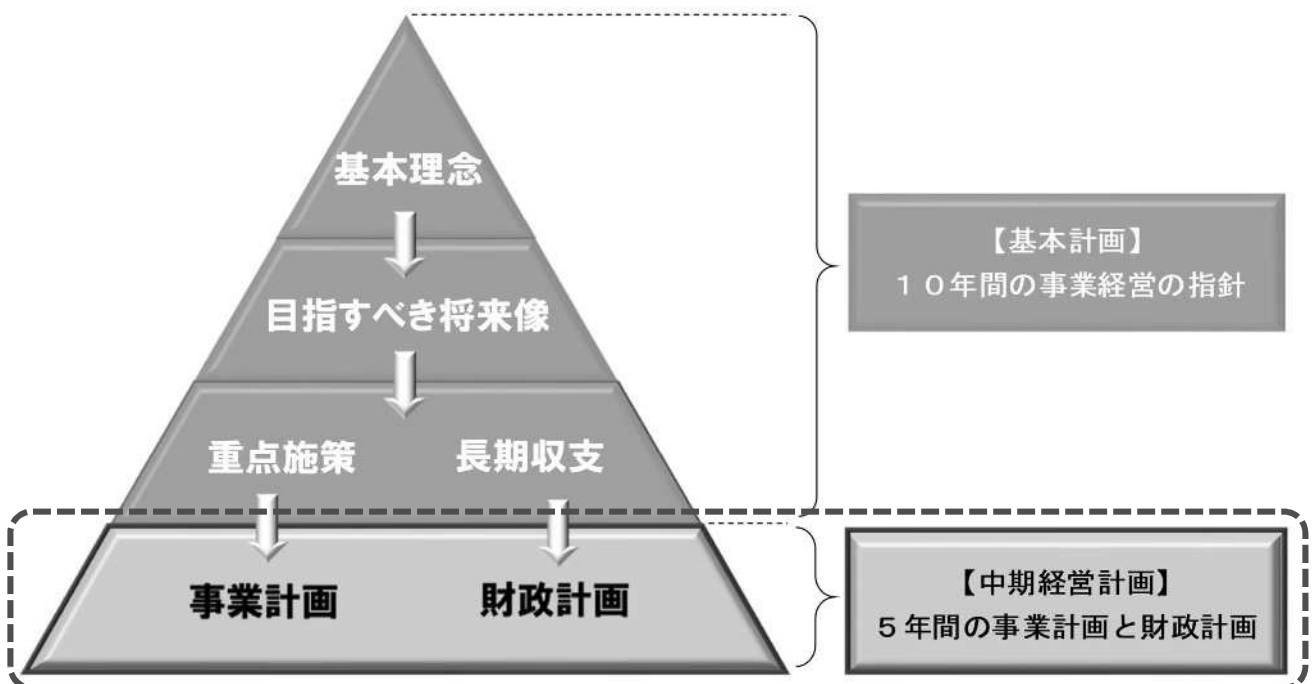 基本理念
目指すべき将来像
重点施策
長期収支
事業計画
財政計画
【基本計画】
１０年間の事業経営の指針
【中期経営計画】
５年間の事業計画と財政計画